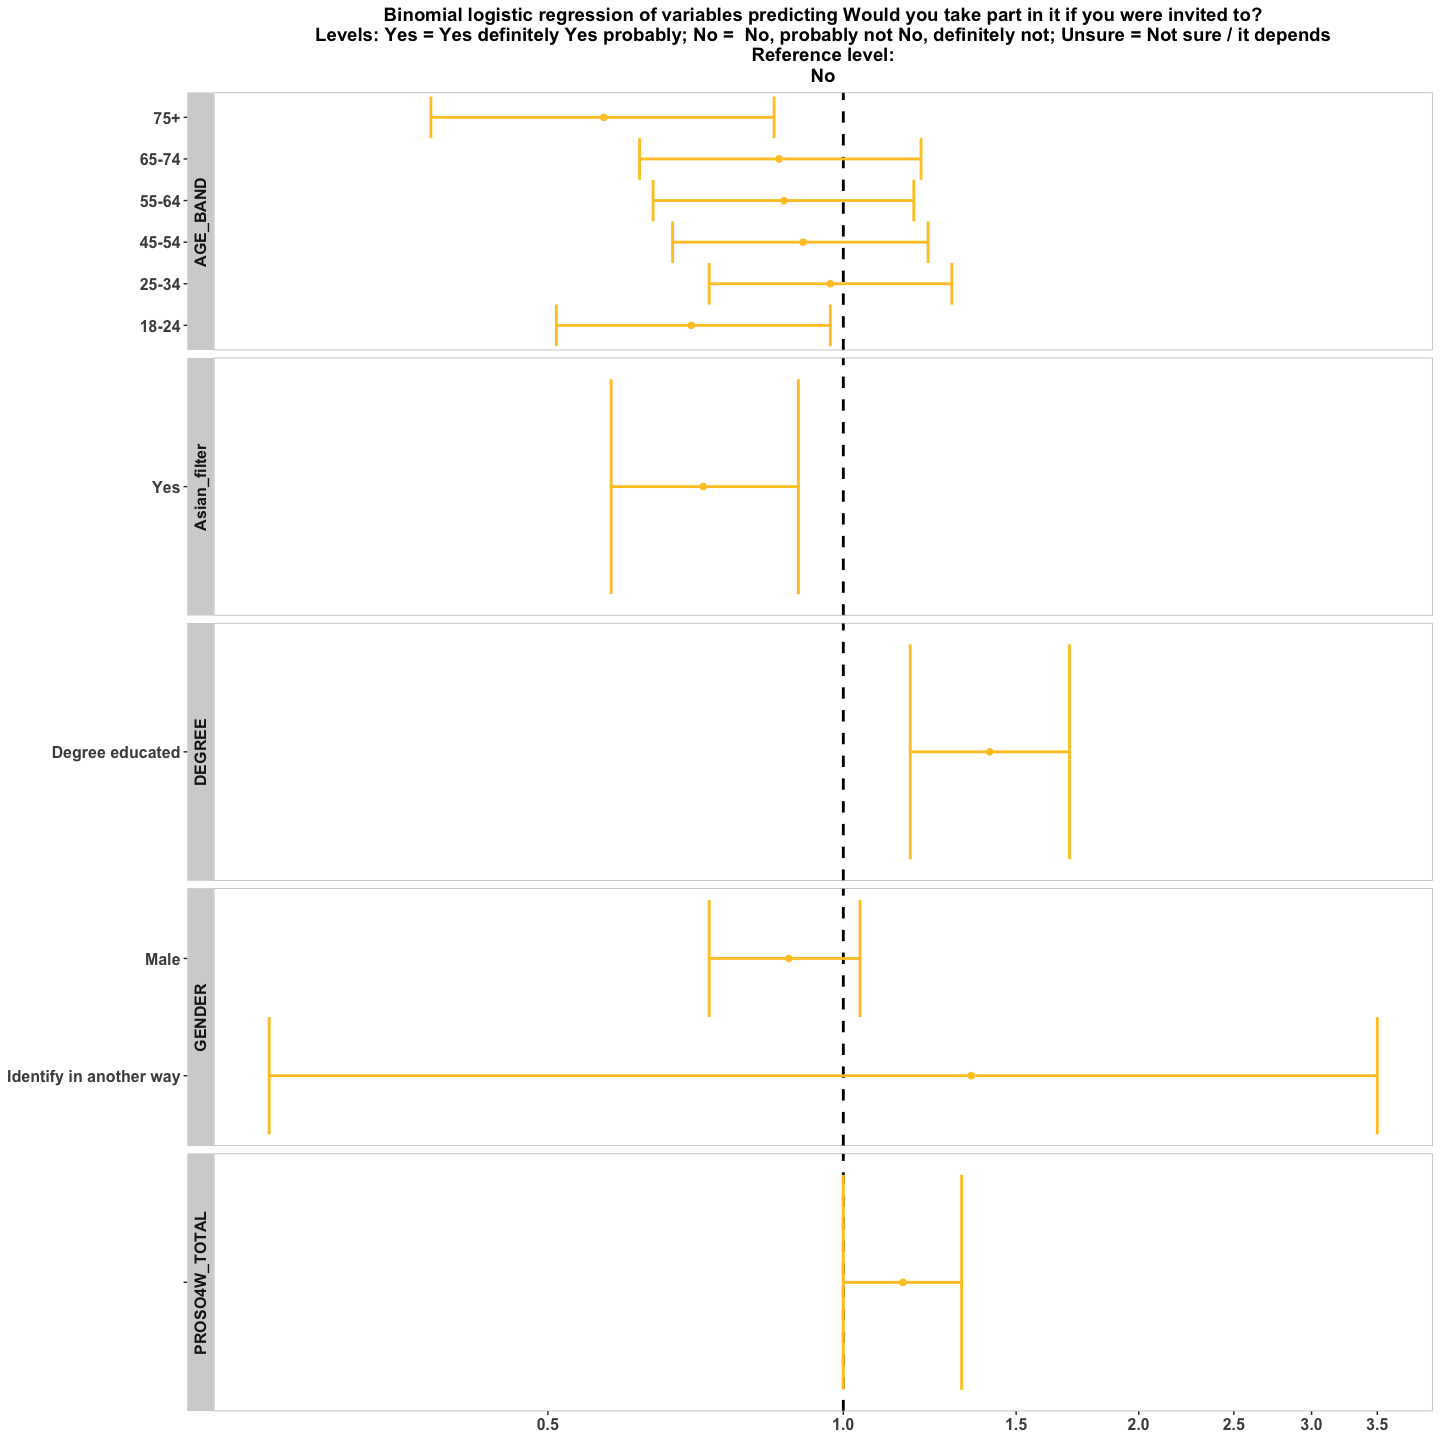 Binomial logistic regression of variables predicting Would you take part in it if you were invited to?
Levels: Yes = Yes definitely Yes probably; No =  No, probably not No, definitely not; Unsure = Not sure / it depends
Reference level:
No
AGE_BAND
75+
65-74
55-64
45-54
25-34
18-24
Asian_filter
Yes
DEGREE
Degree educated
GENDER
Male
Identify in another way
PROSO4W_TOTAL
0.5
1.0
1.5
2.0
2.5
3.0
3.5